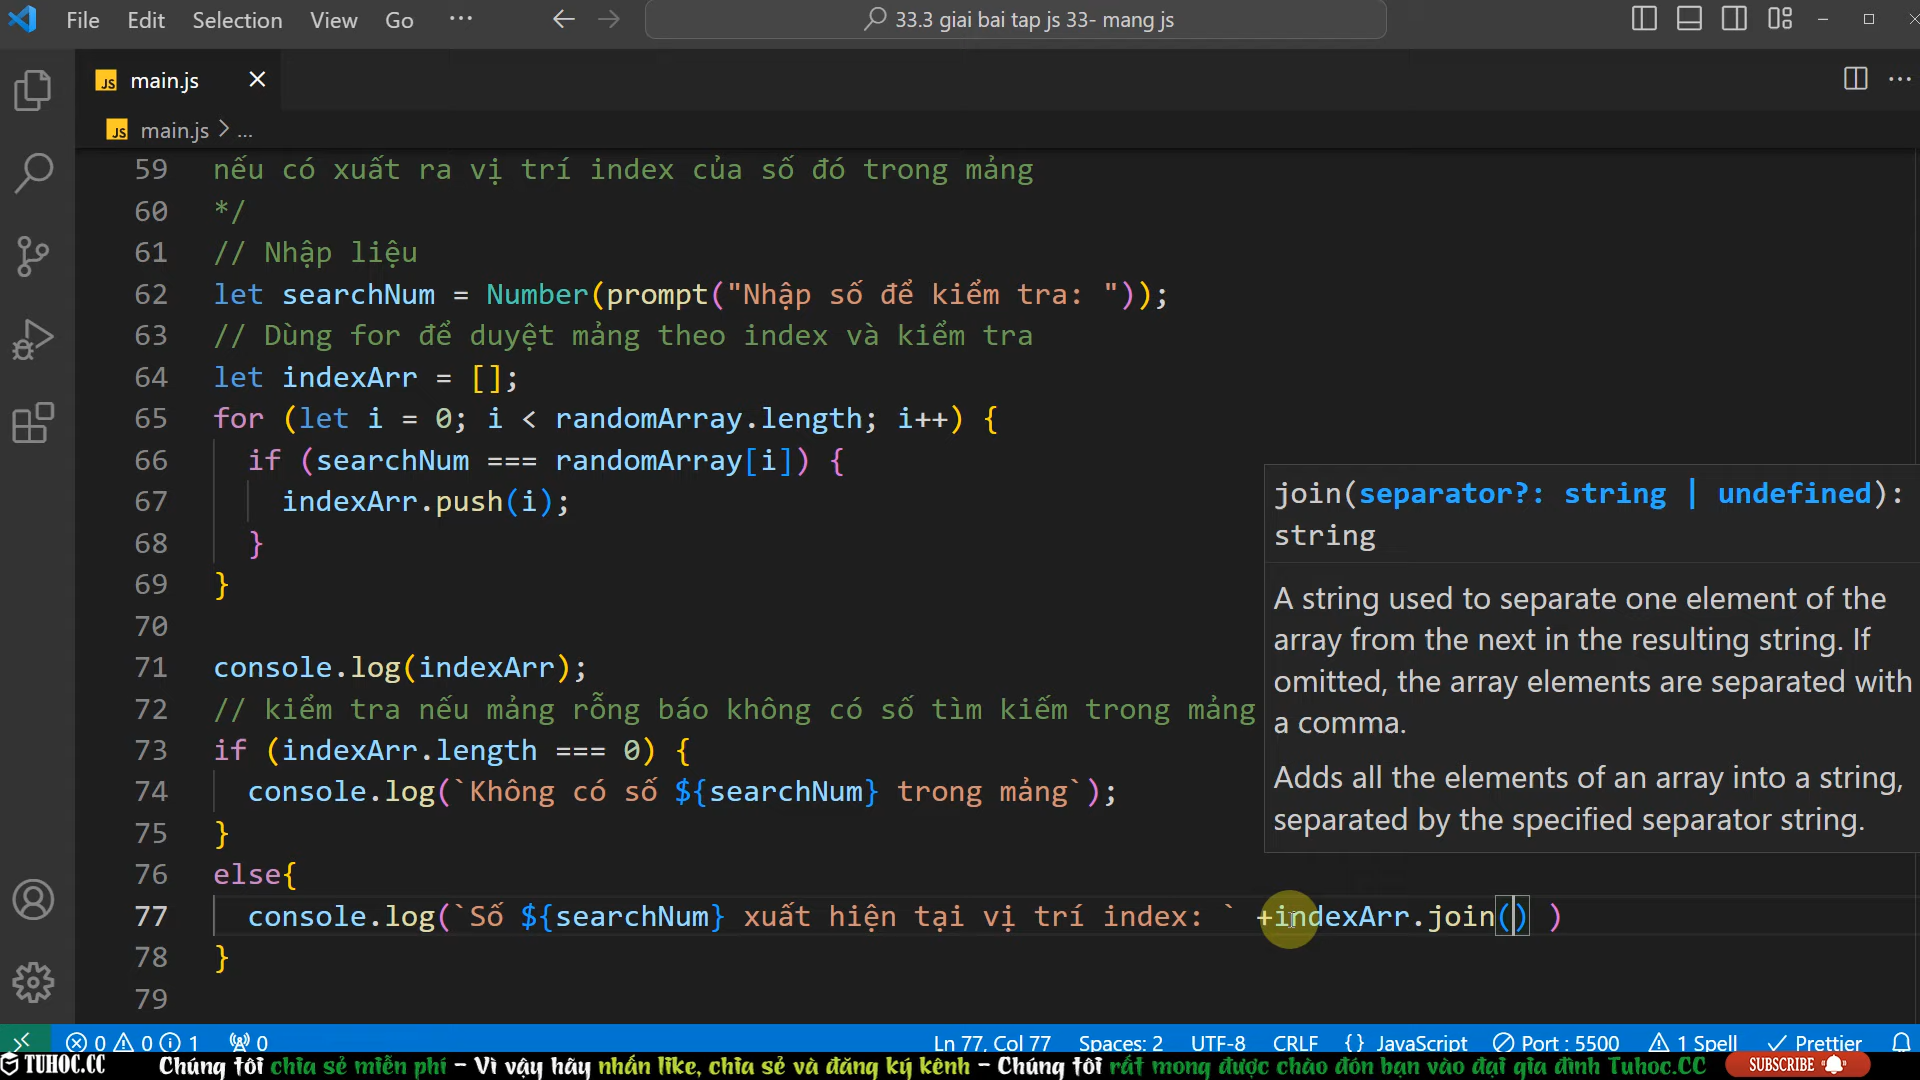 File Edit Selection View Go ... 33.3 giai bai tap js 33- mang js
JS main.js
JS main.js > ...
59 nếu có xuất ra vị trí index của số đó trong mảng
60 */
61 // Nhập liệu
62 let searchNum = Number(prompt("Nhập số để kiểm tra: "));
63 // Dùng for để duyệt mảng theo index và kiểm tra
64 let indexArr = [];
65 for (let i = 0; i < randomArray.length; i++) {
66 if (searchNum === randomArray[i]) {
67 indexArr.push(i);
68 }
69 }
70
71 console.log(indexArr);
72 // kiểm tra nếu mảng rỗng báo không có số tìm kiếm trong mảng
73 if (indexArr.length === 0) {
74 console.log(`Không có số ${searchNum} trong mảng`);
75 }
76 else{
77 console.log(`Số ${searchNum} xuất hiện tại vị trí index: ` +indexArr.join() )
78 }
79
join(separator?: string | undefined):
string
A string used to separate one element of the
array from the next in the resulting string. If
omitted, the array elements are separated with
a comma.
Adds all the elements of an array into a string,
separated by the specified separator string.
0 0 1 0 Ln 77, Col 77 Spaces: 2 UTF-8 CRLF {} JavaScript Port : 5500 1 Spell Prettier
TUHOC.CC Chúng tôi chia sẻ miễn phí - Vì vậy hãy nhấn like, chia sẻ và đăng ký kênh - Chúng tôi rất mong được chào đón bạn vào đại gia đình Tuhoc.CC SUBSCRIBE